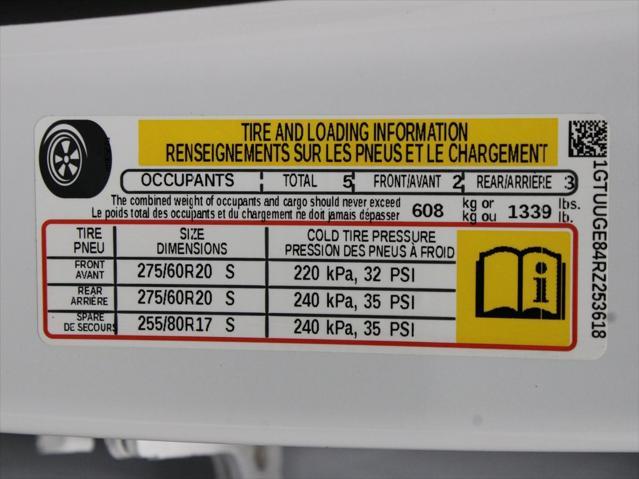 TIRE AND LOADING INFORMATION
RENSEIGNEMENTS SUR LES PNEUS ET LE CHARGEMENT
OCCUPANTS TOTAL 5 FRONT/AVANT 2 REAR/ARRIÈRE 3
The combined weight of occupants and cargo should never exceed
Le poids total des occupants et du chargement ne doit jamais dépasser
608 kg or 1339 lbs.
kg ou lb.
TIRE SIZE COLD TIRE PRESSURE
PNEU DIMENSIONS PRESSION DES PNEUS À FROID
FRONT
AVANT 275/60R20 S 220 kPa, 32 PSI
REAR
ARRIÈRE 275/60R20 S 240 kPa, 35 PSI
SPARE
DE SECOURS 255/80R17 S 240 kPa, 35 PSI
i
1GTUUGE84RZ253618